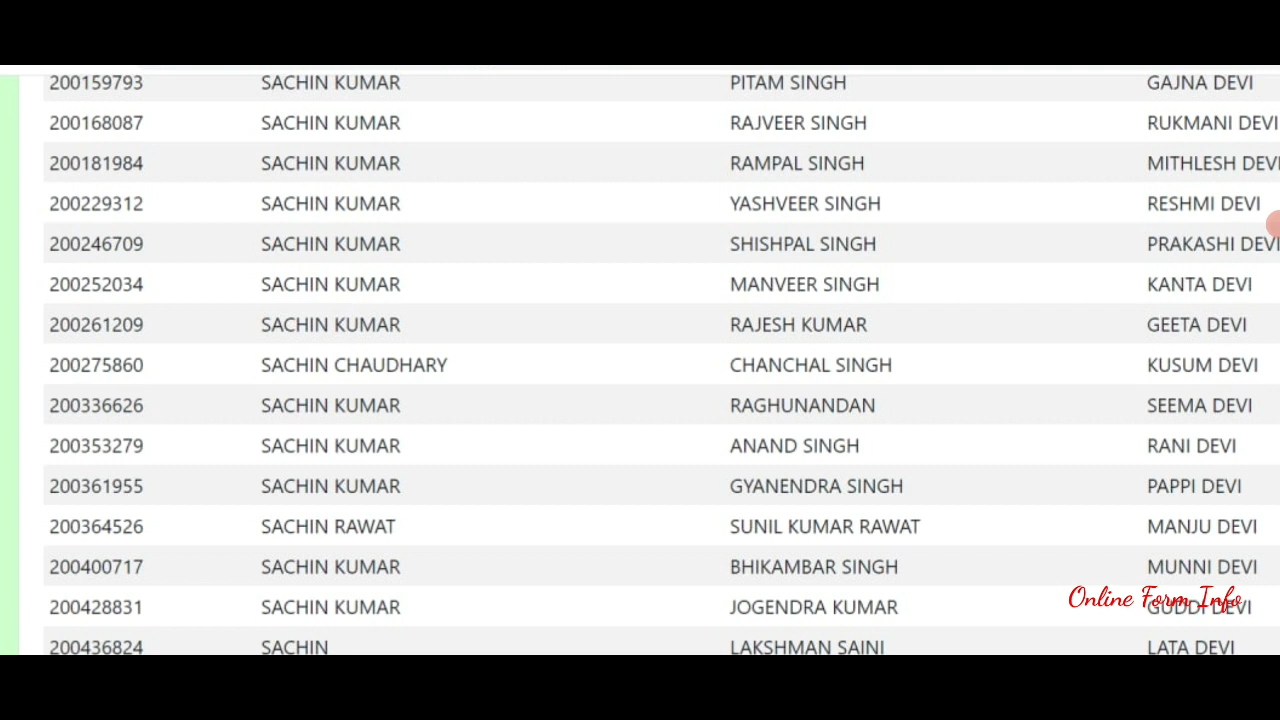 200159793 SACHIN KUMAR PITAM SINGH GAJNA DEVI
200168087 SACHIN KUMAR RAJVEER SINGH RUKMANI DEVI
200181984 SACHIN KUMAR RAMPAL SINGH MITHLESH DEVI
200229312 SACHIN KUMAR YASHVEER SINGH RESHMI DEVI
200246709 SACHIN KUMAR SHISHPAL SINGH PRAKASHI DEVI
200252034 SACHIN KUMAR MANVEER SINGH KANTA DEVI
200261209 SACHIN KUMAR RAJESH KUMAR GEETA DEVI
200275860 SACHIN CHAUDHARY CHANCHAL SINGH KUSUM DEVI
200336626 SACHIN KUMAR RAGHUNANDAN SEEMA DEVI
200353279 SACHIN KUMAR ANAND SINGH RANI DEVI
200361955 SACHIN KUMAR GYANENDRA SINGH PAPPI DEVI
200364526 SACHIN RAWAT SUNIL KUMAR RAWAT MANJU DEVI
200400717 SACHIN KUMAR BHIKAMBAR SINGH MUNNI DEVI
Online Form Info
200428831 SACHIN KUMAR JOGENDRA KUMAR GUDDI DEVI
200436824 SACHIN LAKSHMAN SAINI LATA DEVI